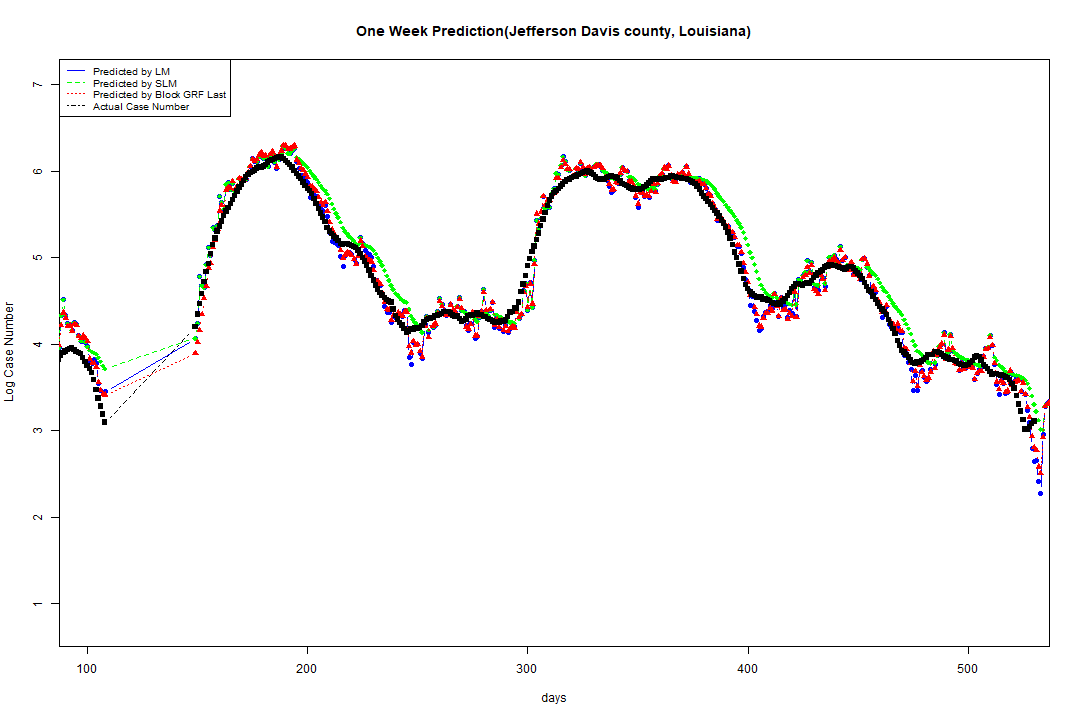 One Week Prediction(Jefferson Davis county, Louisiana)
Predicted by LM
Predicted by SLM
Predicted by Block GRF Last
Actual Case Number
Log Case Number
7
6
5
4
3
2
1
100 200 300 400 500
days